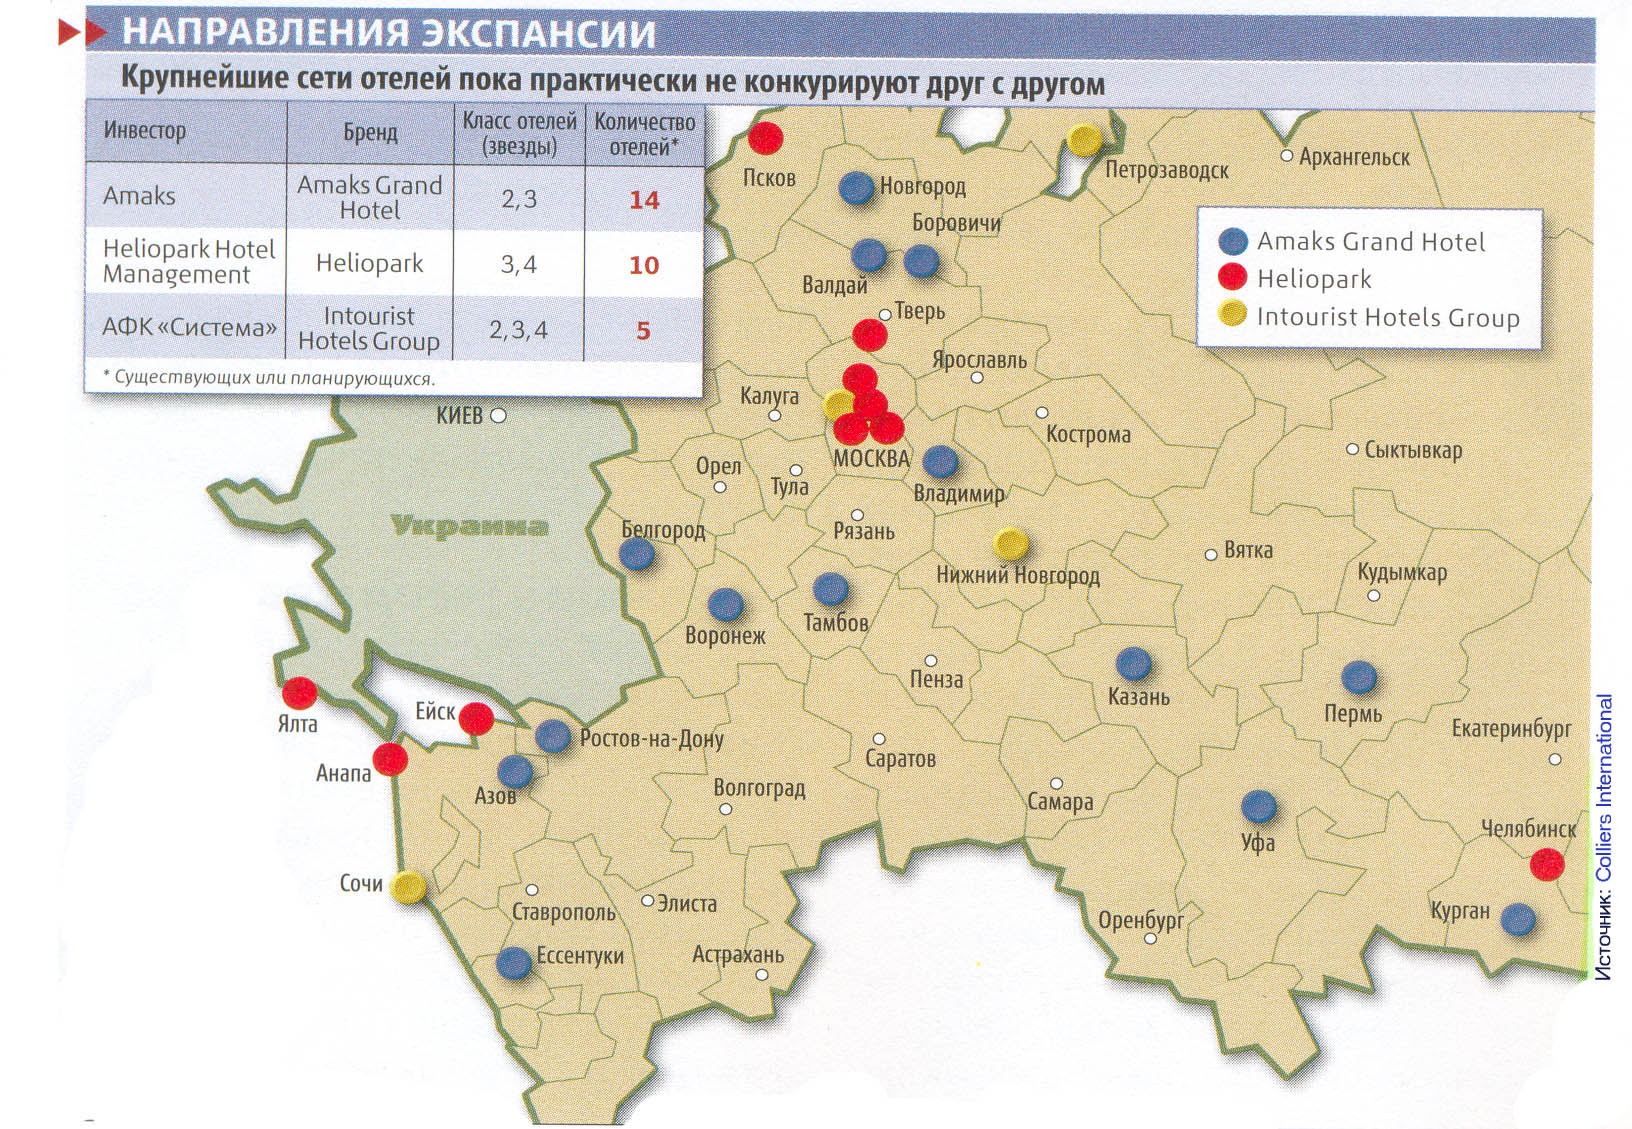 НАПРАВЛЕНИЯ ЭКСПАНСИИ
Крупнейшие сети отелей пока практически не конкурируют друг с другом
Инвестор
Бренд
Класс отелей
(звезды)
Количество
отелей*
Amaks
Amaks Grand
Hotel
2,3
14
Heliopark Hotel
Management
Heliopark
3,4
10
АФК «Система»
Intourist
Hotels Group
2,3,4
5
* Существующих или планирующихся.
Amaks Grand Hotel
Heliopark
Intourist Hotels Group
Псков
Новгород
Петрозаводск
Архангельск
Боровичи
Валдай
Тверь
Ярославль
Калуга
КИЕВ
Кострома
МОСКВА
Сыктывкар
Орел
Тула
Владимир
Украина
Белгород
Рязань
Вятка
Нижний Новгород
Кудымкар
Воронеж
Тамбов
Пенза
Казань
Пермь
Ялта
Ейск
Ростов-на-Дону
Екатеринбург
Анапа
Саратов
Азов
Волгоград
Самара
Уфа
Челябинск
Сочи
Ставрополь
Элиста
Оренбург
Курган
Ессентуки
Астрахань
Источник: Colliers International